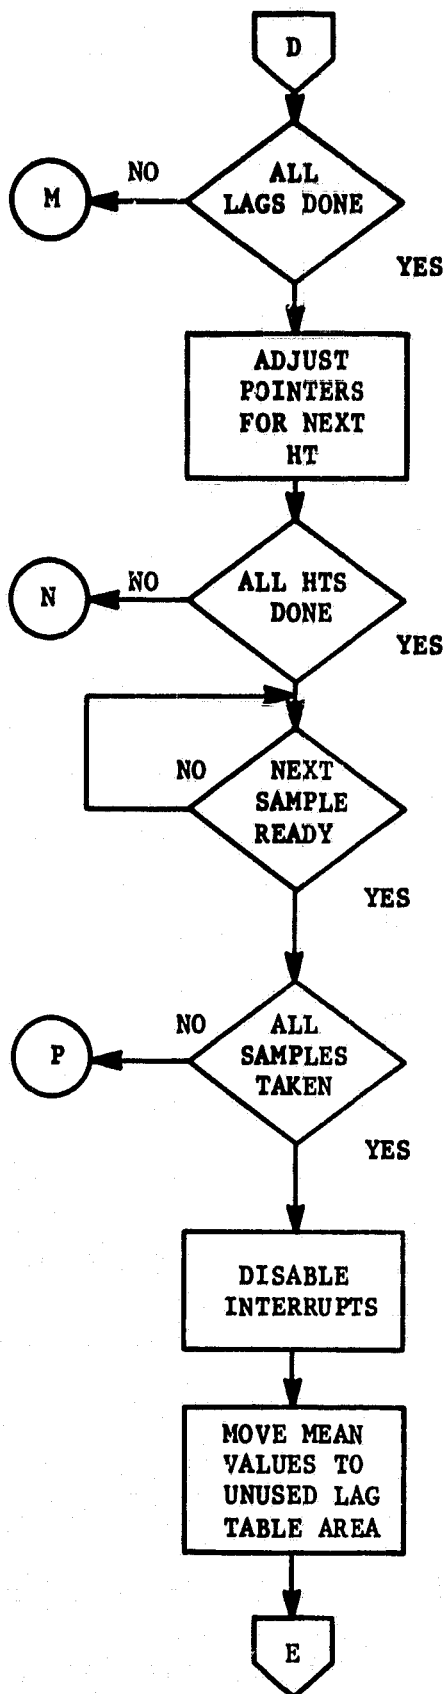 D
ALL
LAGS DONE
NO
M
YES
ADJUST
POINTERS
FOR NEXT
HT
ALL HTS
DONE
NO
N
YES
NEXT
SAMPLE
READY
NO
YES
ALL
SAMPLES
TAKEN
NO
P
YES
DISABLE
INTERRUPTS
MOVE MEAN
VALUES TO
UNUSED LAG
TABLE AREA
E